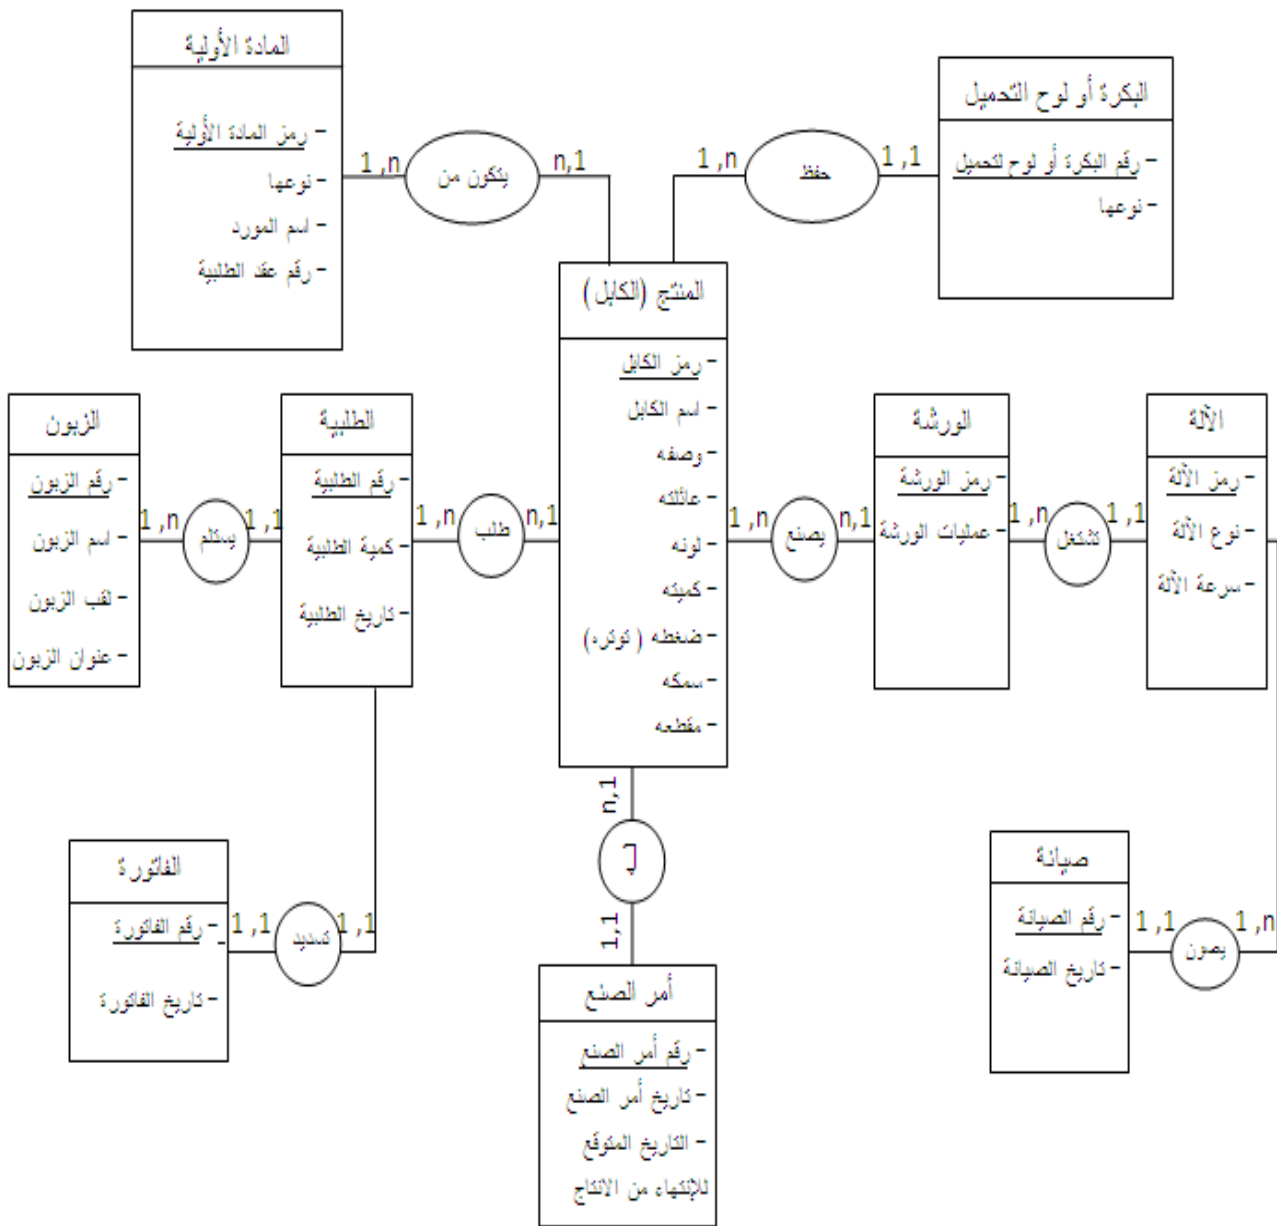 المادة الأولية
- رمز المادة الأولية
- نوعها
- اسم المورد
- رقم عقد الطلبية
1,n
يتكون من
n,1
1,n
حفظ
1,1
البكرة أو لوح التحميل
- رقم البكرة أو لوح لتحميل
- نوعها
المنتج (الكابل)
- رمز الكابل
- اسم الكابل
- وصفه
- عائلته
- لونه
- كميته
- ضغطه (توتره)
- سمكه
- مقطعه
الزبون
- رقم الزبون
- اسم الزبون
- لقب الزبون
- عنوان الزبون
1,n
يستلم
1,1
الطلبية
- رقم الطلبية
- كمية الطلبية
- تاريخ الطلبية
1,n
طلب
n,1
1,n
يصنع
n,1
الورشة
- رمز الورشة
- عمليات الورشة
1,n
تشتغل
1,1
الآلة
- رمز الآلة
- نوع الآلة
- سرعة الآلة
الفاتورة
- رقم الفاتورة
- تاريخ الفاتورة
1,1
تسديد
1,1
n,1
لـ
1,1
أمر الصنع
- رقم أمر الصنع
- تاريخ أمر الصنع
- التاريخ المتوقع
للإنتهاء من الانتاج
صيانة
- رقم الصيانة
- تاريخ الصيانة
1,1
يصون
1,n